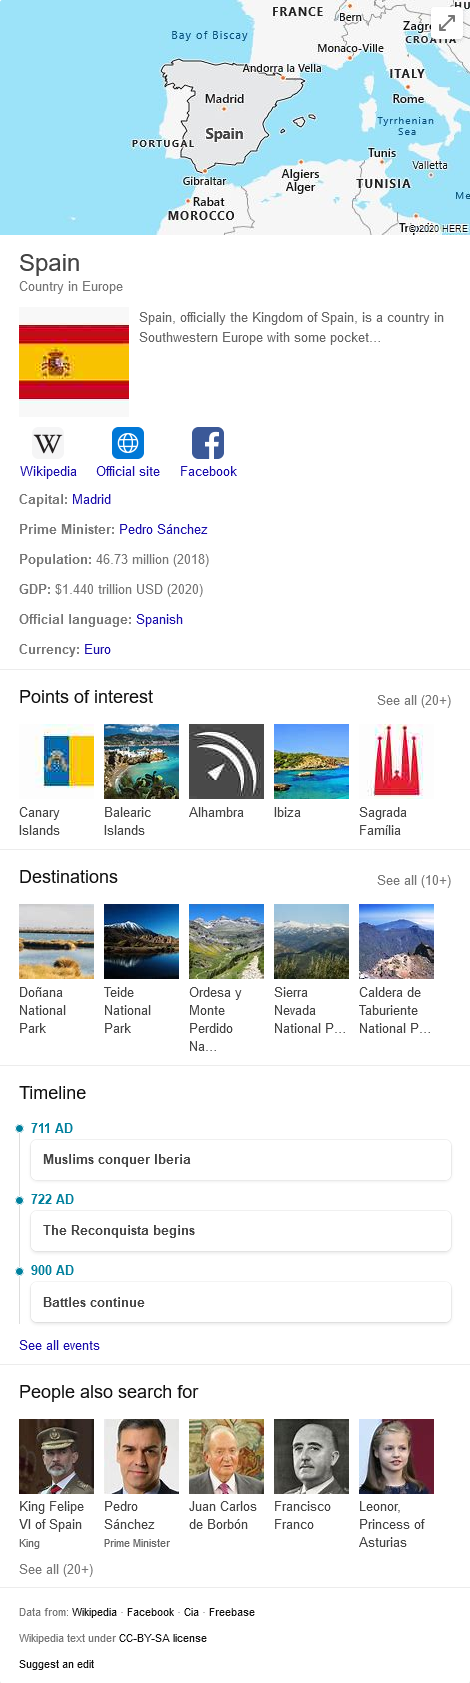 FRANCE
Bern
HU
Zagr
CROATIA
Bay of Biscay
Monaco-Ville
Andorra la Vella
ITALY
Madrid
Rome
Spain
Tyrrhenian
Sea
PORTUGAL
Tunis
Valletta
Gibraltar
Algiers
Alger
TUNISIA
Rabat
MOROCCO
Me
© 2020 HERE
Spain
Country in Europe
Spain, officially the Kingdom of Spain, is a country in
Southwestern Europe with some pocket...
W
Wikipedia
Official site
Facebook
Capital: Madrid
Prime Minister: Pedro Sánchez
Population: 46.73 million (2018)
GDP: $1.440 trillion USD (2020)
Official language: Spanish
Currency: Euro
Points of interest
See all (20+)
Canary
Islands
Balearic
Islands
Alhambra
Ibiza
Sagrada
Família
Destinations
See all (10+)
Doñana
National
Park
Teide
National
Park
Ordesa y
Monte
Perdido
Na...
Sierra
Nevada
National P...
Caldera de
Taburiente
National P...
Timeline
711 AD
Muslims conquer Iberia
722 AD
The Reconquista begins
900 AD
Battles continue
See all events
People also search for
King Felipe
VI of Spain
King
Pedro
Sánchez
Prime Minister
Juan Carlos
de Borbón
Francisco
Franco
Leonor,
Princess of
Asturias
See all (20+)
Data from: Wikipedia · Facebook · Cia · Freebase
Wikipedia text under CC-BY-SA license
Suggest an edit